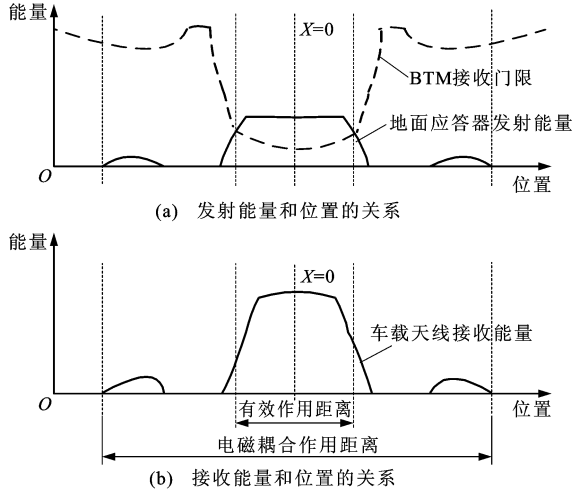 能量
X=0
BTM接收门限
地面应答器发射能量
O
位置
(a) 发射能量和位置的关系
能量
X=0
车载天线接收能量
O
位置
有效作用距离
电磁耦合作用距离
(b) 接收能量和位置的关系